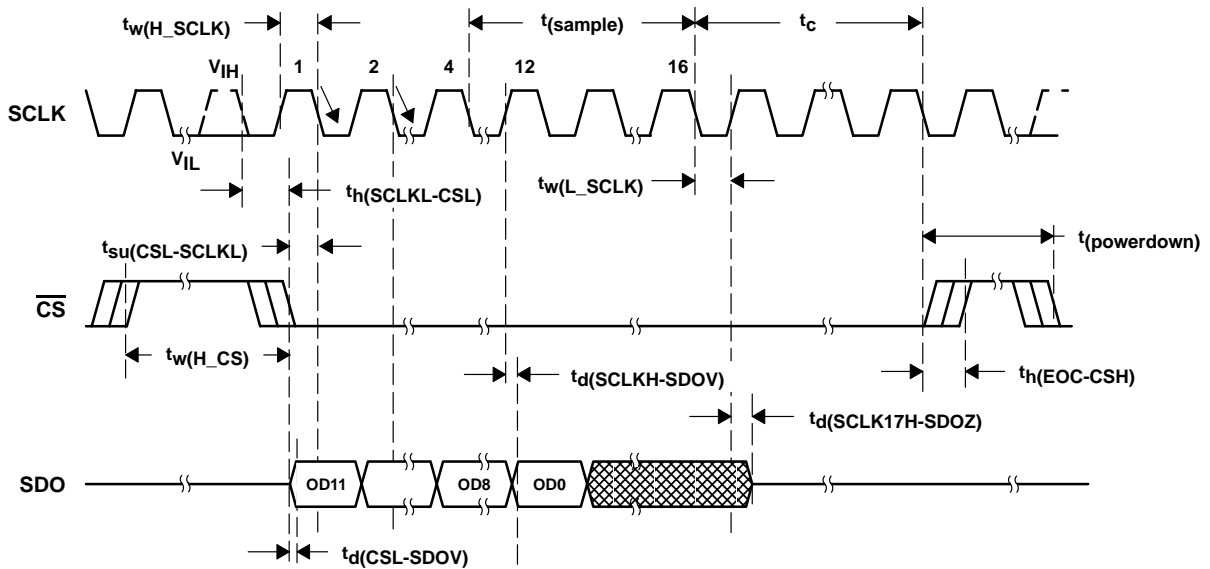 tw(H_SCLK)
t(sample)
tc
VIH
1
2
4
12
16
SCLK
VIL
th(SCLKL-CSL)
tw(L_SCLK)
tsu(CSL-SCLKL)
t(powerdown)
CS
tw(H_CS)
td(SCLKH-SDOV)
th(EOC-CSH)
td(SCLK17H-SDOZ)
SDO
OD11
OD8
OD0
td(CSL-SDOV)